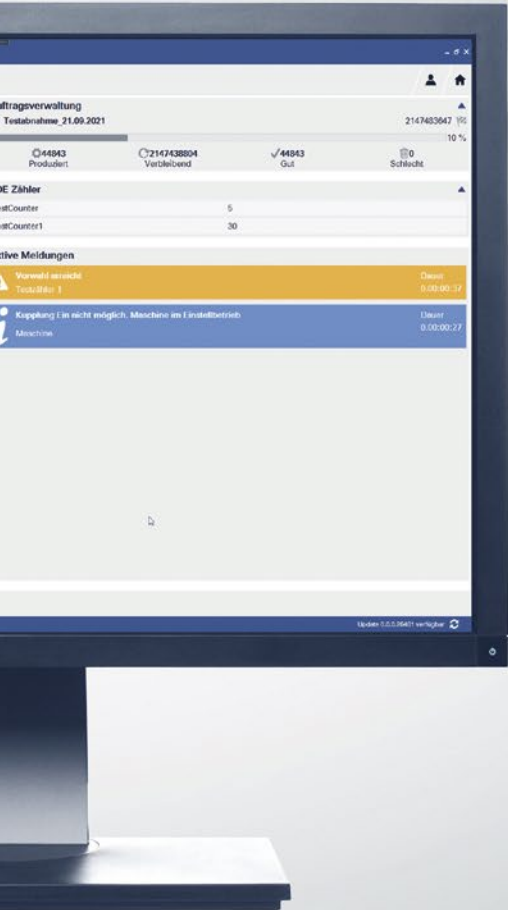 uftragsverwaltung
Testabnahme_21.09.2021 2147483647
10 %
44843 2147438804 44843 0
Produziert Verbleibend Gut Schlecht
DE Zähler
estCounter 5
estCounter1 30
ktive Meldungen
Vorwahl erreicht Dauer
Testzähler 1 0.00:00:37
Kupplung Ein nicht möglich. Maschine im Einstellbetrieb Dauer
Maschine 0.00:00:27
Update verfügbar